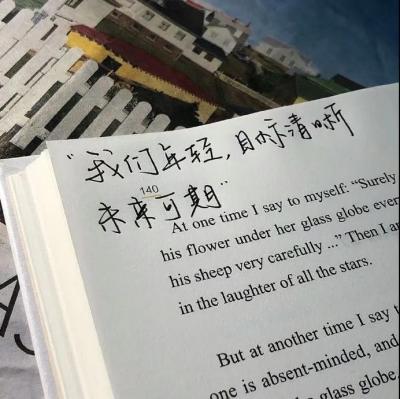 “我们年轻，目标清晰
140
未来可期”
At one time I say to myself: “Surely
his flower under her glass globe ever
his sheep very carefully ...” Then I
in the laughter of all the stars.
But at another time I say
one is absent-minded, and
glass globe,